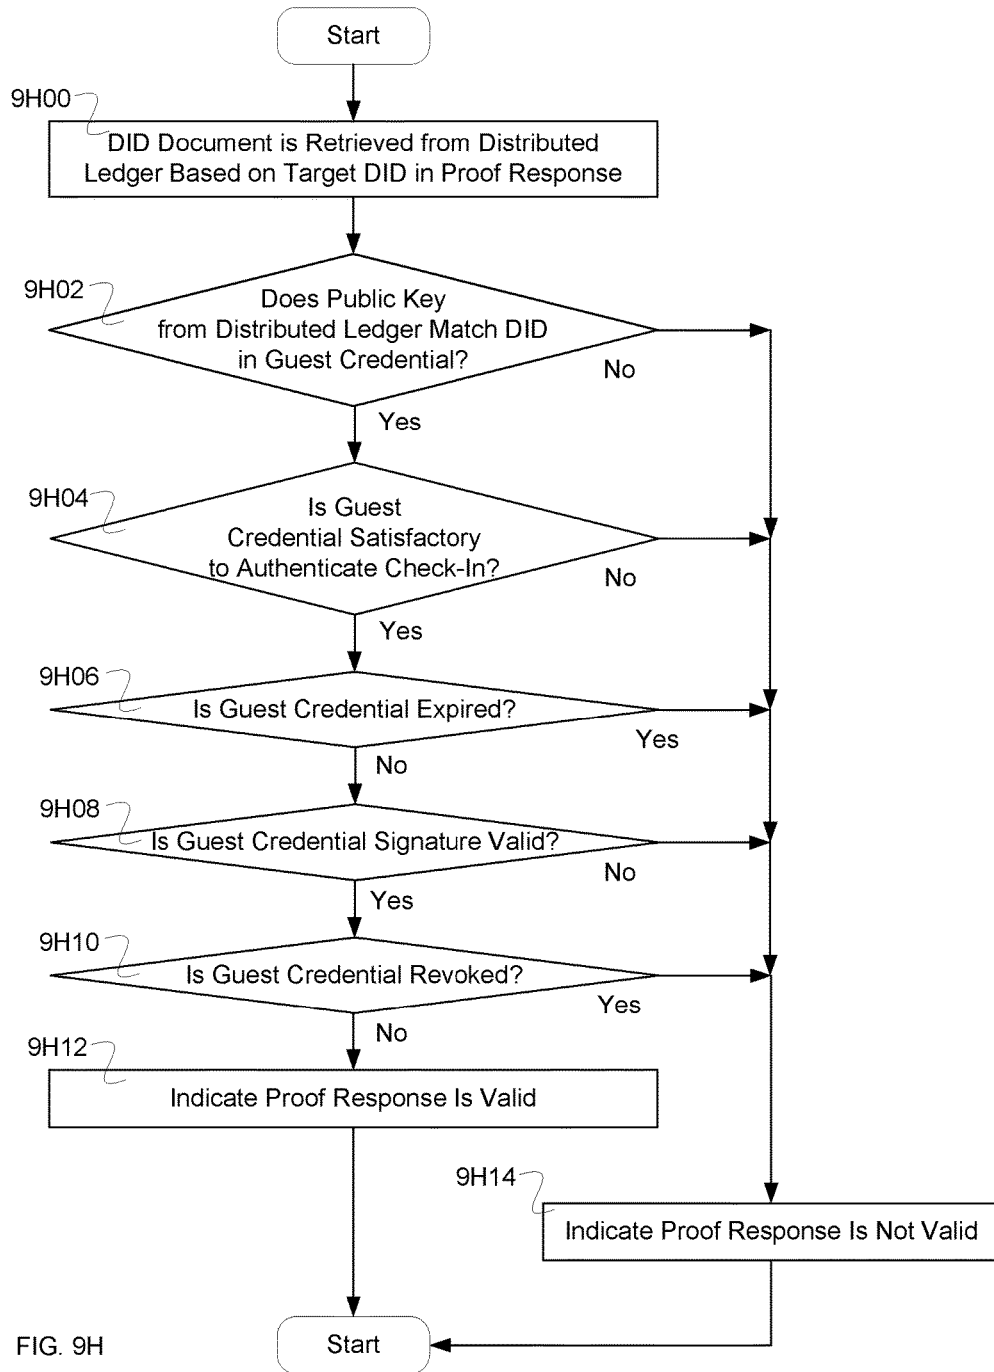 Start
9H00
DID Document is Retrieved from Distributed
Ledger Based on Target DID in Proof Response
9H02
Does Public Key
from Distributed Ledger Match DID
in Guest Credential?
No
Yes
9H04
Is Guest
Credential Satisfactory
to Authenticate Check-In?
No
Yes
9H06
Is Guest Credential Expired?
Yes
No
9H08
Is Guest Credential Signature Valid?
No
Yes
9H10
Is Guest Credential Revoked?
Yes
No
9H12
Indicate Proof Response Is Valid
9H14
Indicate Proof Response Is Not Valid
Start
FIG. 9H